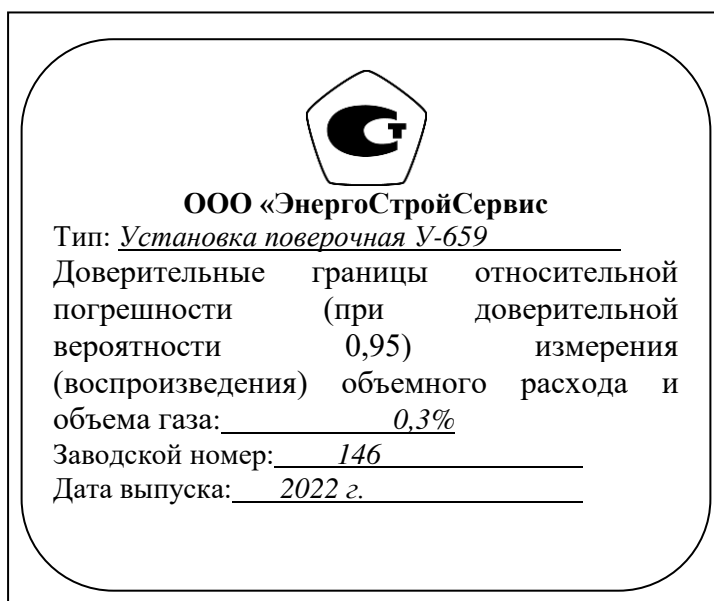 ООО «ЭнергоСтройСервис
Тип: Установка поверочная У-659
Доверительные границы относительной
погрешности (при доверительной
вероятности 0,95) измерения
(воспроизведения) объемного расхода и
объема газа: 0,3%
Заводской номер: 146
Дата выпуска: 2022 г.